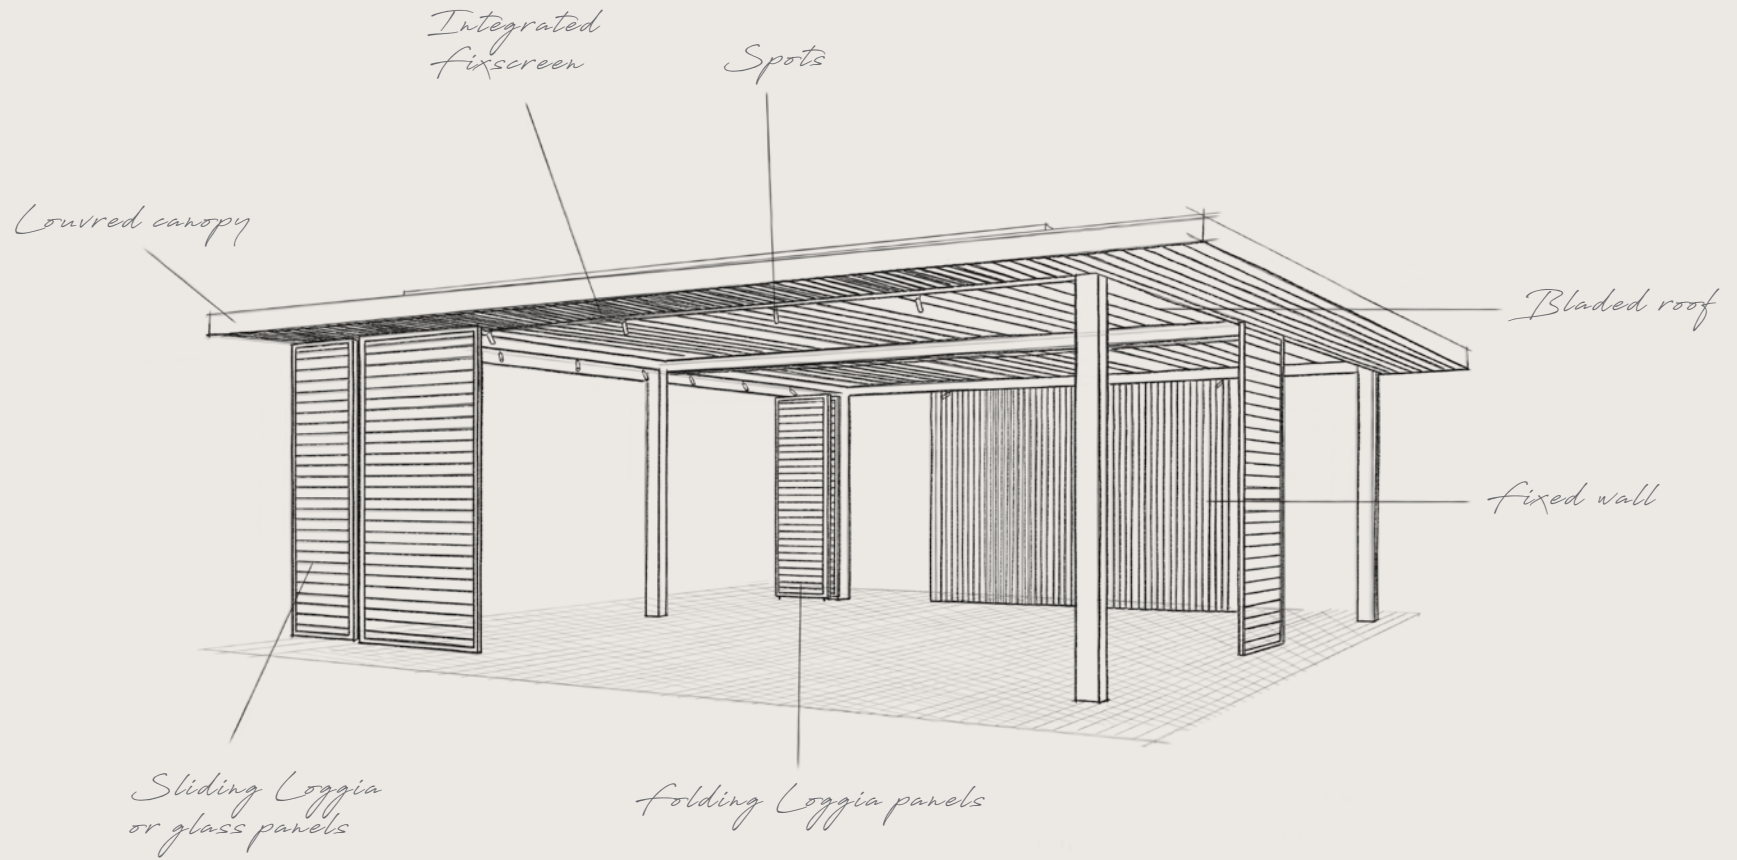 Integrated
fixscreen
Spots
Louvred canopy
Bladed roof
fixed wall
Sliding Loggia
or glass panels
folding Loggia panels